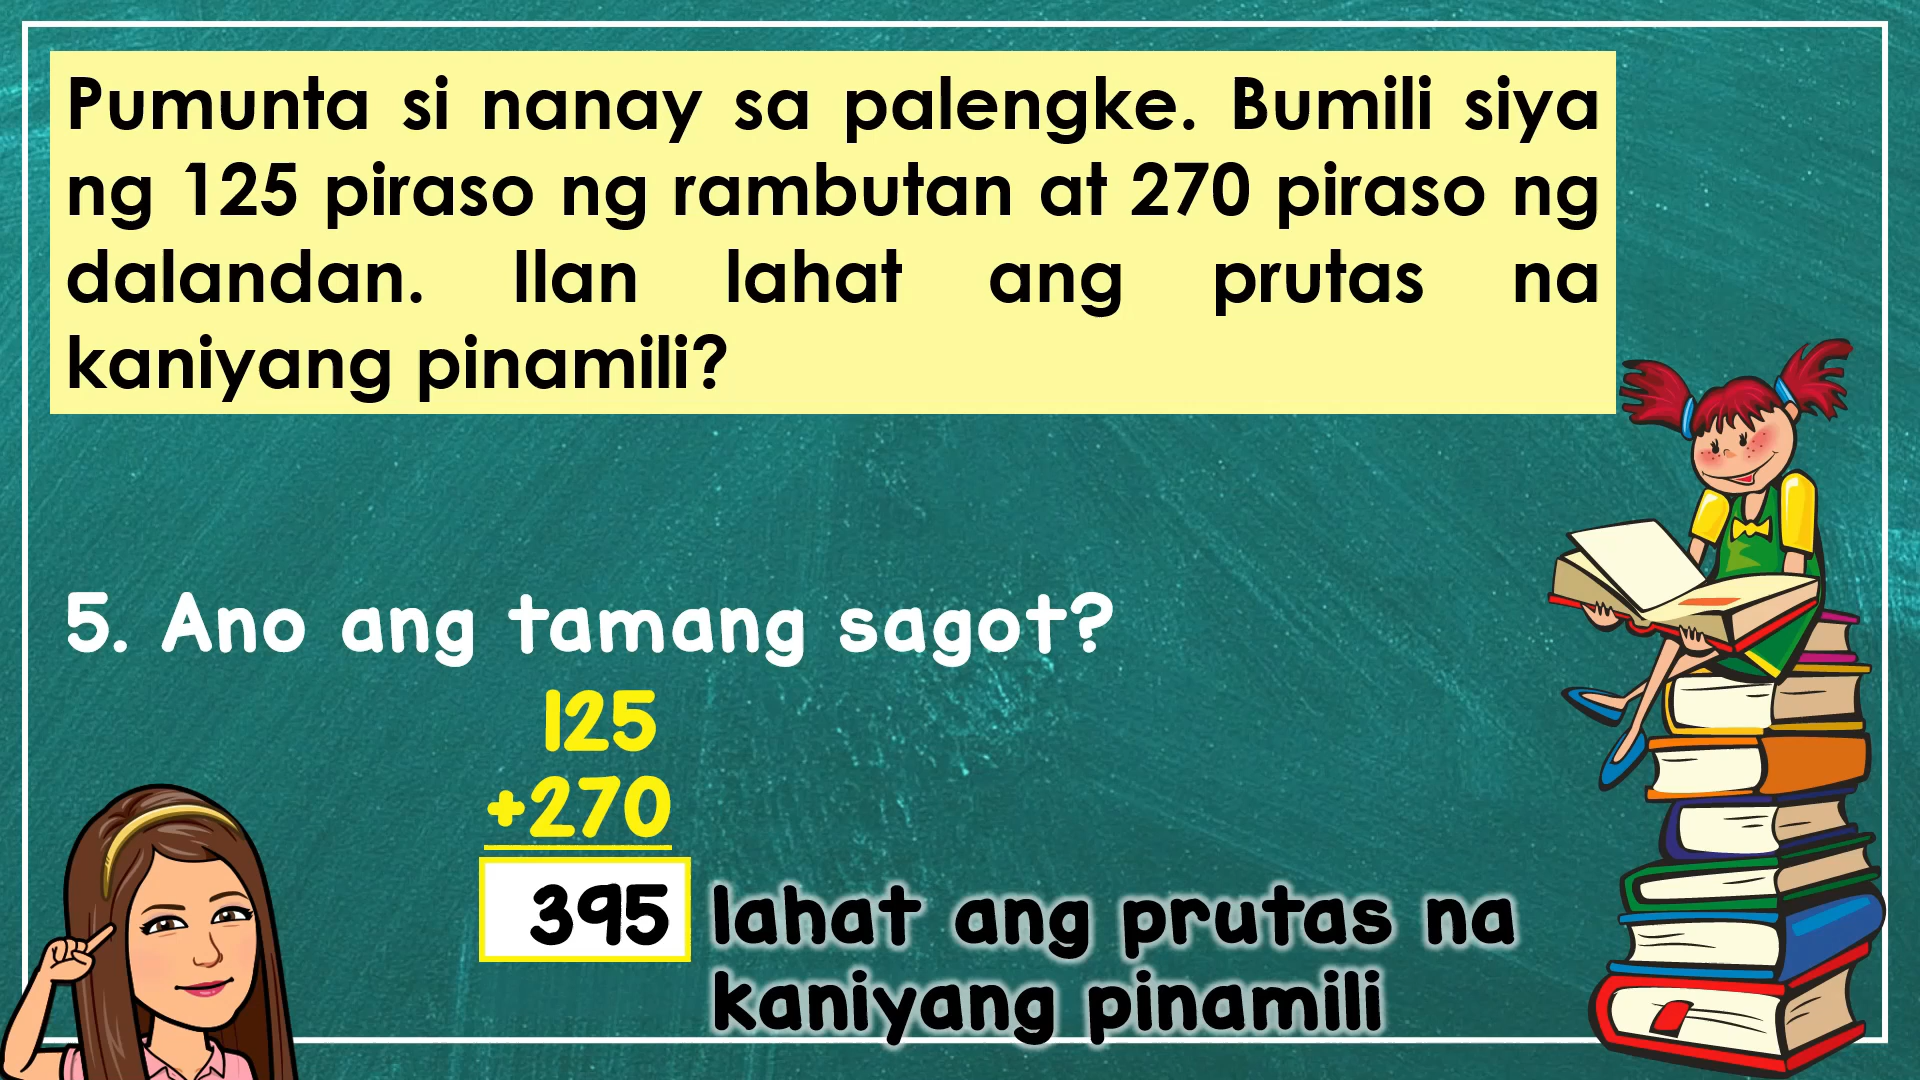 Pumunta si nanay sa palengke. Bumili siya
ng 125 piraso ng rambutan at 270 piraso ng
dalandan. Ilan lahat ang prutas na
kaniyang pinamili?
5. Ano ang tamang sagot?
125
+270
395 lahat ang prutas na
kaniyang pinamili